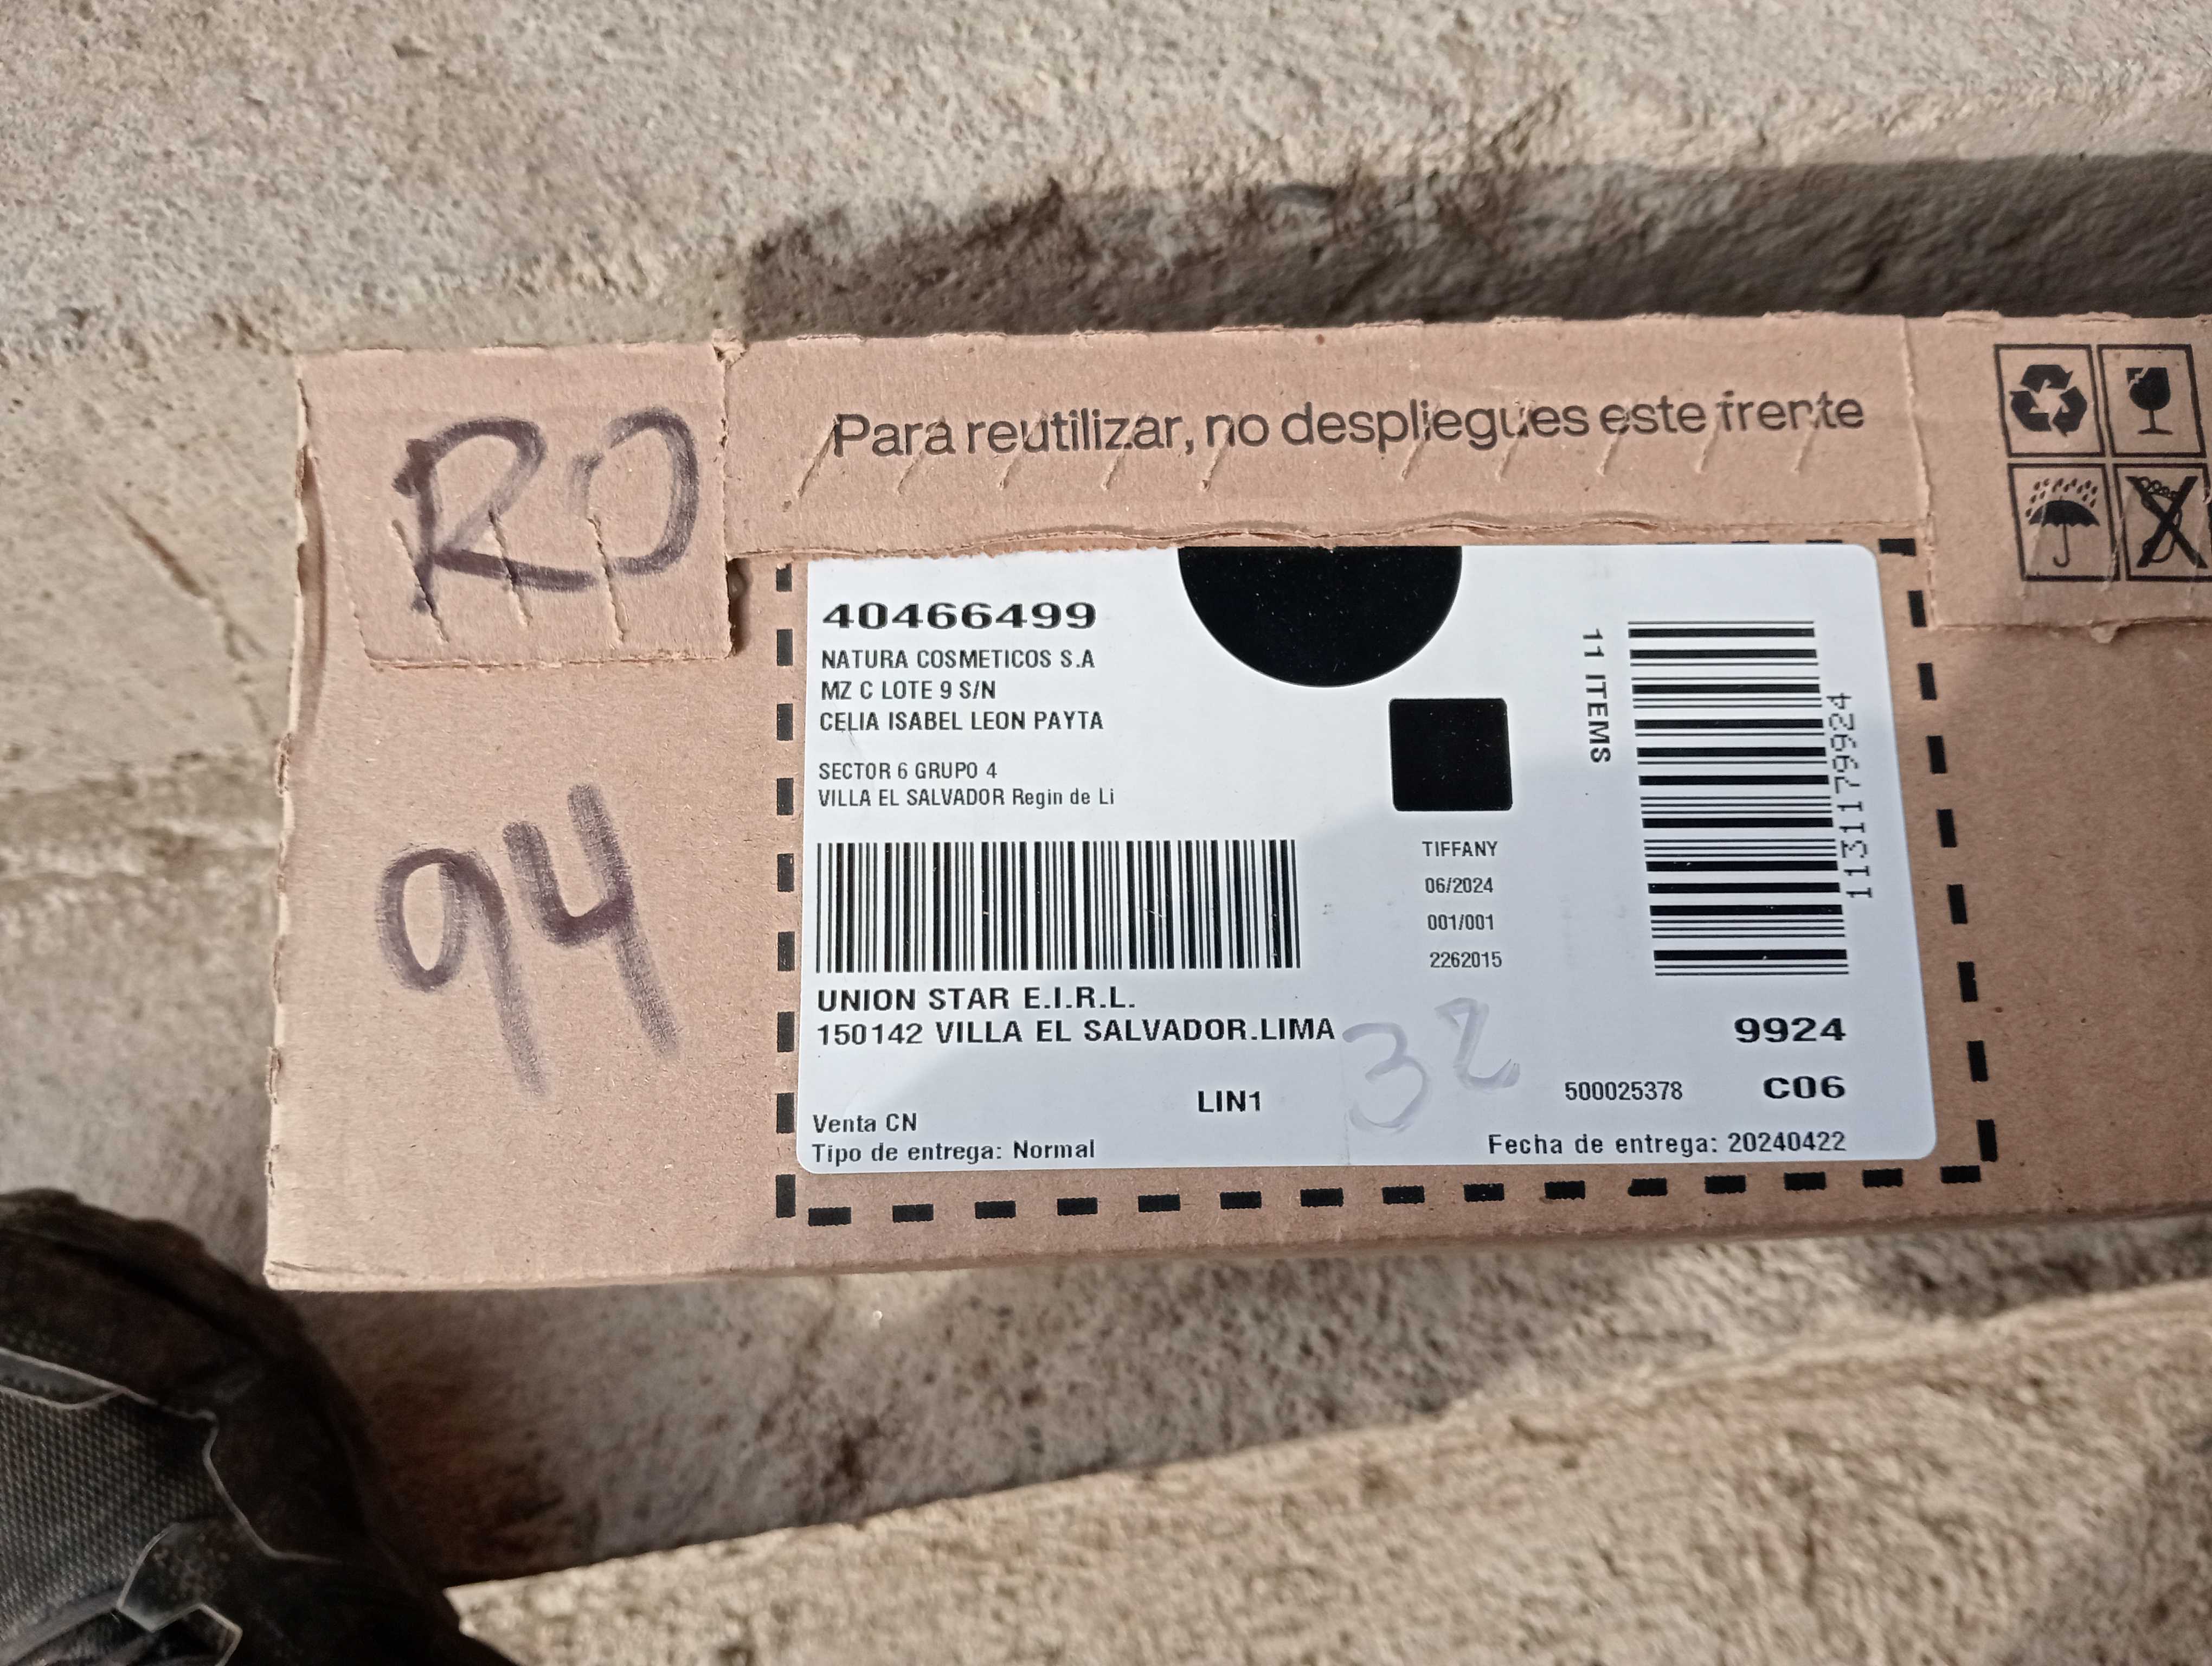 RO
Para reutilizar, no despliegues este frente
94
40466499
NATURA COSMETICOS S.A
MZ C LOTE 9 S/N
CELIA ISABEL LEON PAYTA
SECTOR 6 GRUPO 4
VILLA EL SALVADOR Regin de Li
UNION STAR E.I.R.L.
150142 VILLA EL SALVADOR.LIMA
TIFFANY
06/2024
001/001
2262015
11 ITEMS
1131179924
32
9924
LIN1
500025378 C06
Venta CN
Tipo de entrega: Normal
Fecha de entrega: 20240422